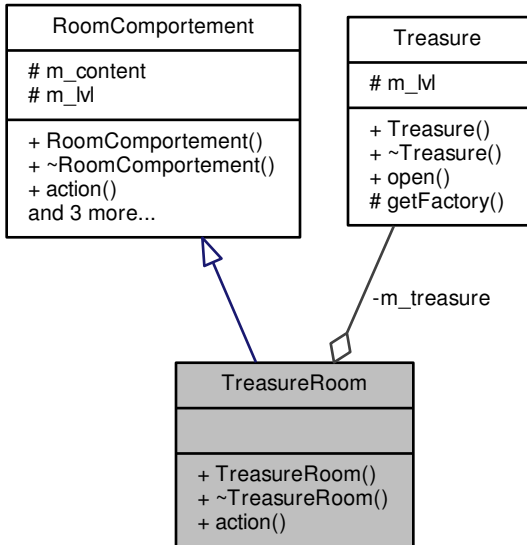 RoomComportement
# m_content
# m_lvl
+ RoomComportement()
+ ~RoomComportement()
+ action()
and 3 more...
Treasure
# m_lvl
+ Treasure()
+ ~Treasure()
+ open()
# getFactory()
-m_treasure
TreasureRoom
+ TreasureRoom()
+ ~TreasureRoom()
+ action()